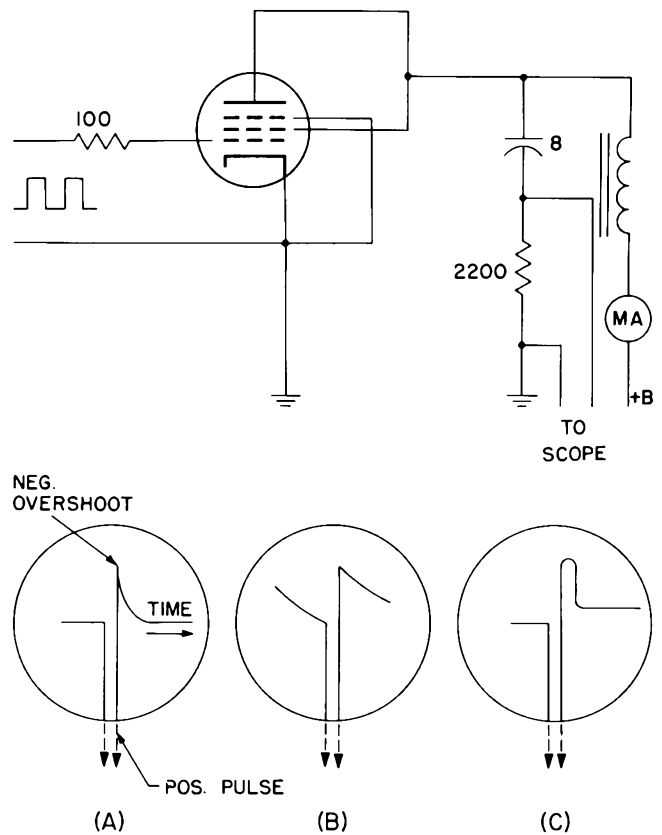 100
8
2200
MA
+B
TO
SCOPE
NEG.
OVERSHOOT
TIME
POS. PULSE
(A)
(B)
(C)